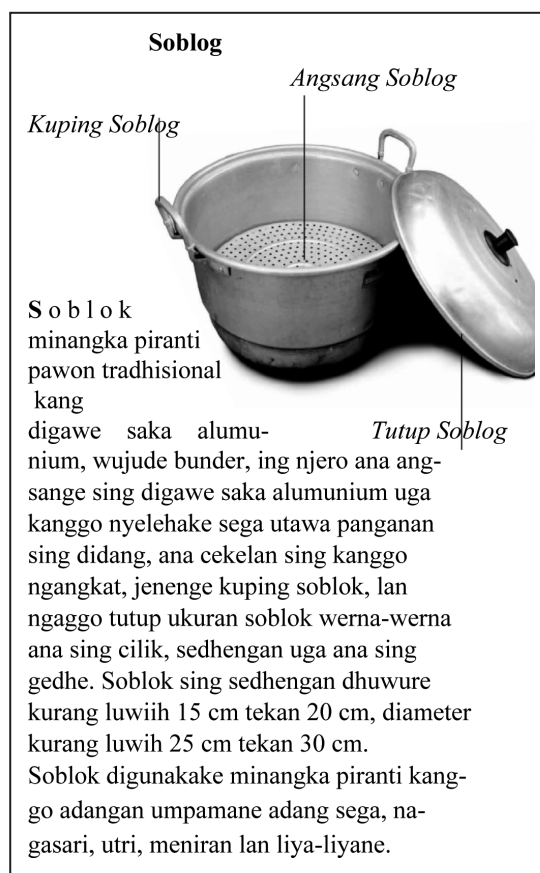 Soblog
Angsang Soblog
Kuping Soblog
S o b l o k
minangka piranti
pawon tradhisional
kang
digawe saka alumu-
Tutup Soblog
nium, wujude bunder, ing njero ana ang-
sange sing digawe saka alumunium uga
kanggo nyelehake sega utawa panganan
sing didang, ana cekelan sing kanggo
ngangkat, jenenge kuping soblok, lan
ngaggo tutup ukuran soblok werna-werna
ana sing cilik, sedhengan uga ana sing
gedhe. Soblok sing sedhengan dhuwure
kurang luwiih 15 cm tekan 20 cm, diameter
kurang luwih 25 cm tekan 30 cm.
Soblok digunakake minangka piranti kang-
go adangan umpamane adang sega, na-
gasari, utri, meniran lan liya-liyane.